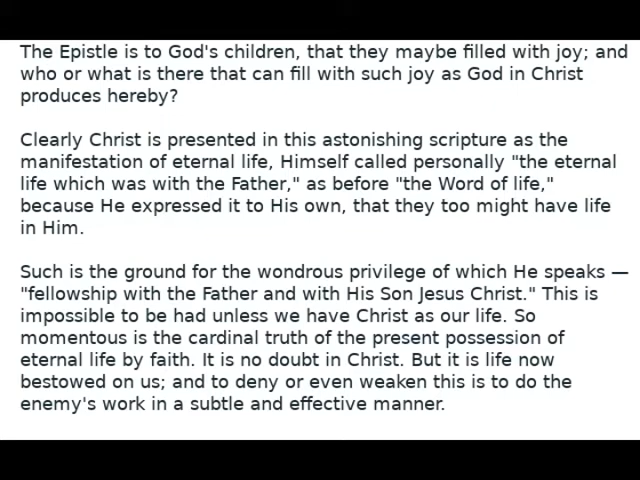 The Epistle is to God's children, that they maybe filled with joy; and
who or what is there that can fill with such joy as God in Christ
produces hereby?
Clearly Christ is presented in this astonishing scripture as the
manifestation of eternal life, Himself called personally "the eternal
life which was with the Father," as before "the Word of life,"
because He expressed it to His own, that they too might have life
in Him.
Such is the ground for the wondrous privilege of which He speaks —
"fellowship with the Father and with His Son Jesus Christ." This is
impossible to be had unless we have Christ as our life. So
momentous is the cardinal truth of the present possession of
eternal life by faith. It is no doubt in Christ. But it is life now
bestowed on us; and to deny or even weaken this is to do the
enemy's work in a subtle and effective manner.